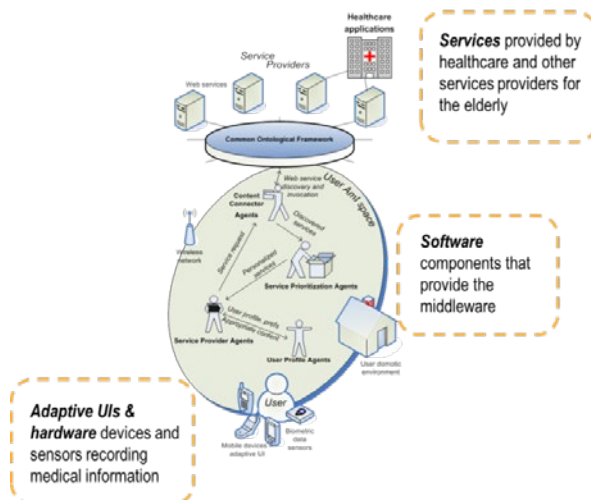 Healthcare
applications
Service
Providers
Web services
Services provided by
healthcare and other
services providers for
the elderly
Common Ontological Framework
User AmI space
Web service
discovery and
invocation
Content
Connector
Agents
Discovered
services
Wireless
network
Service request
Personalized
services
Service Prioritization Agents
Software
components that
provide the
middleware
User profile, prefs
Appropriate content
Service Provider Agents
User Profile Agents
User domotic
environment
User
Mobile devices
adaptive UI
Biometric
data
sensors
Adaptive UIs &
hardware devices and
sensors recording
medical information